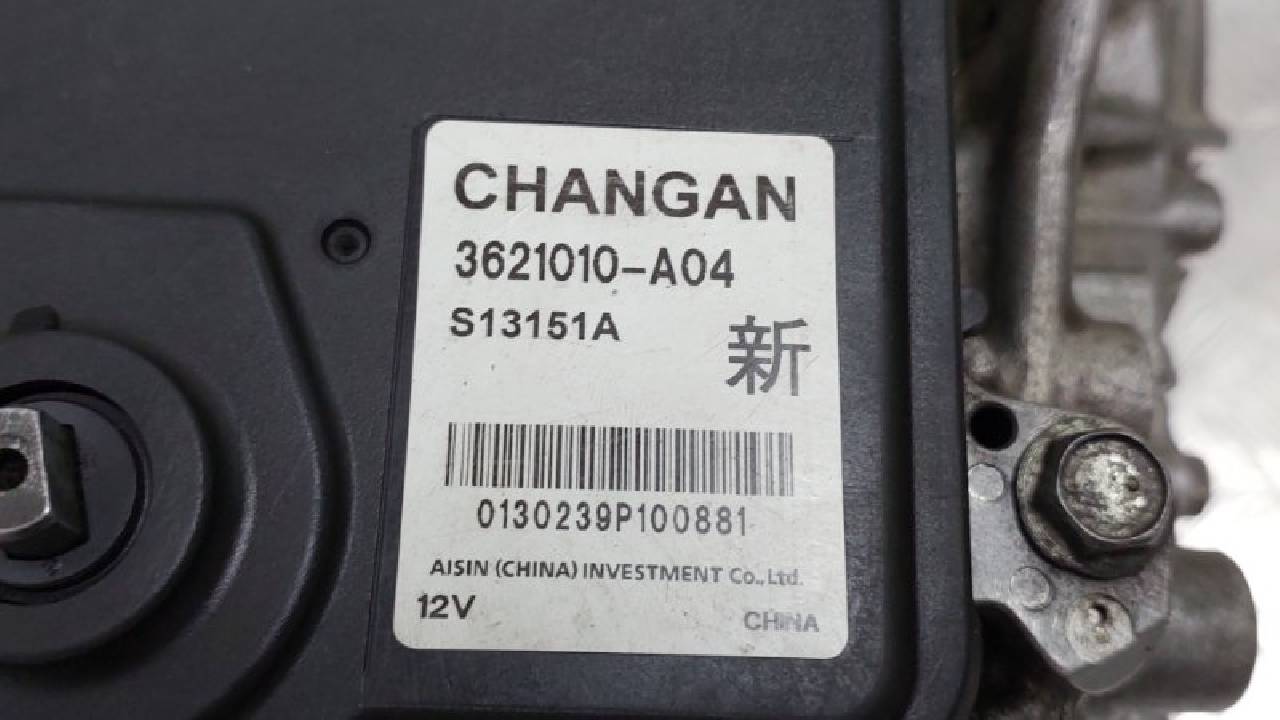 CHANGAN
3621010-A04
S13151A
新
0130239P100881
AISIN (CHINA) INVESTMENT Co., Ltd.
12V
CHINA